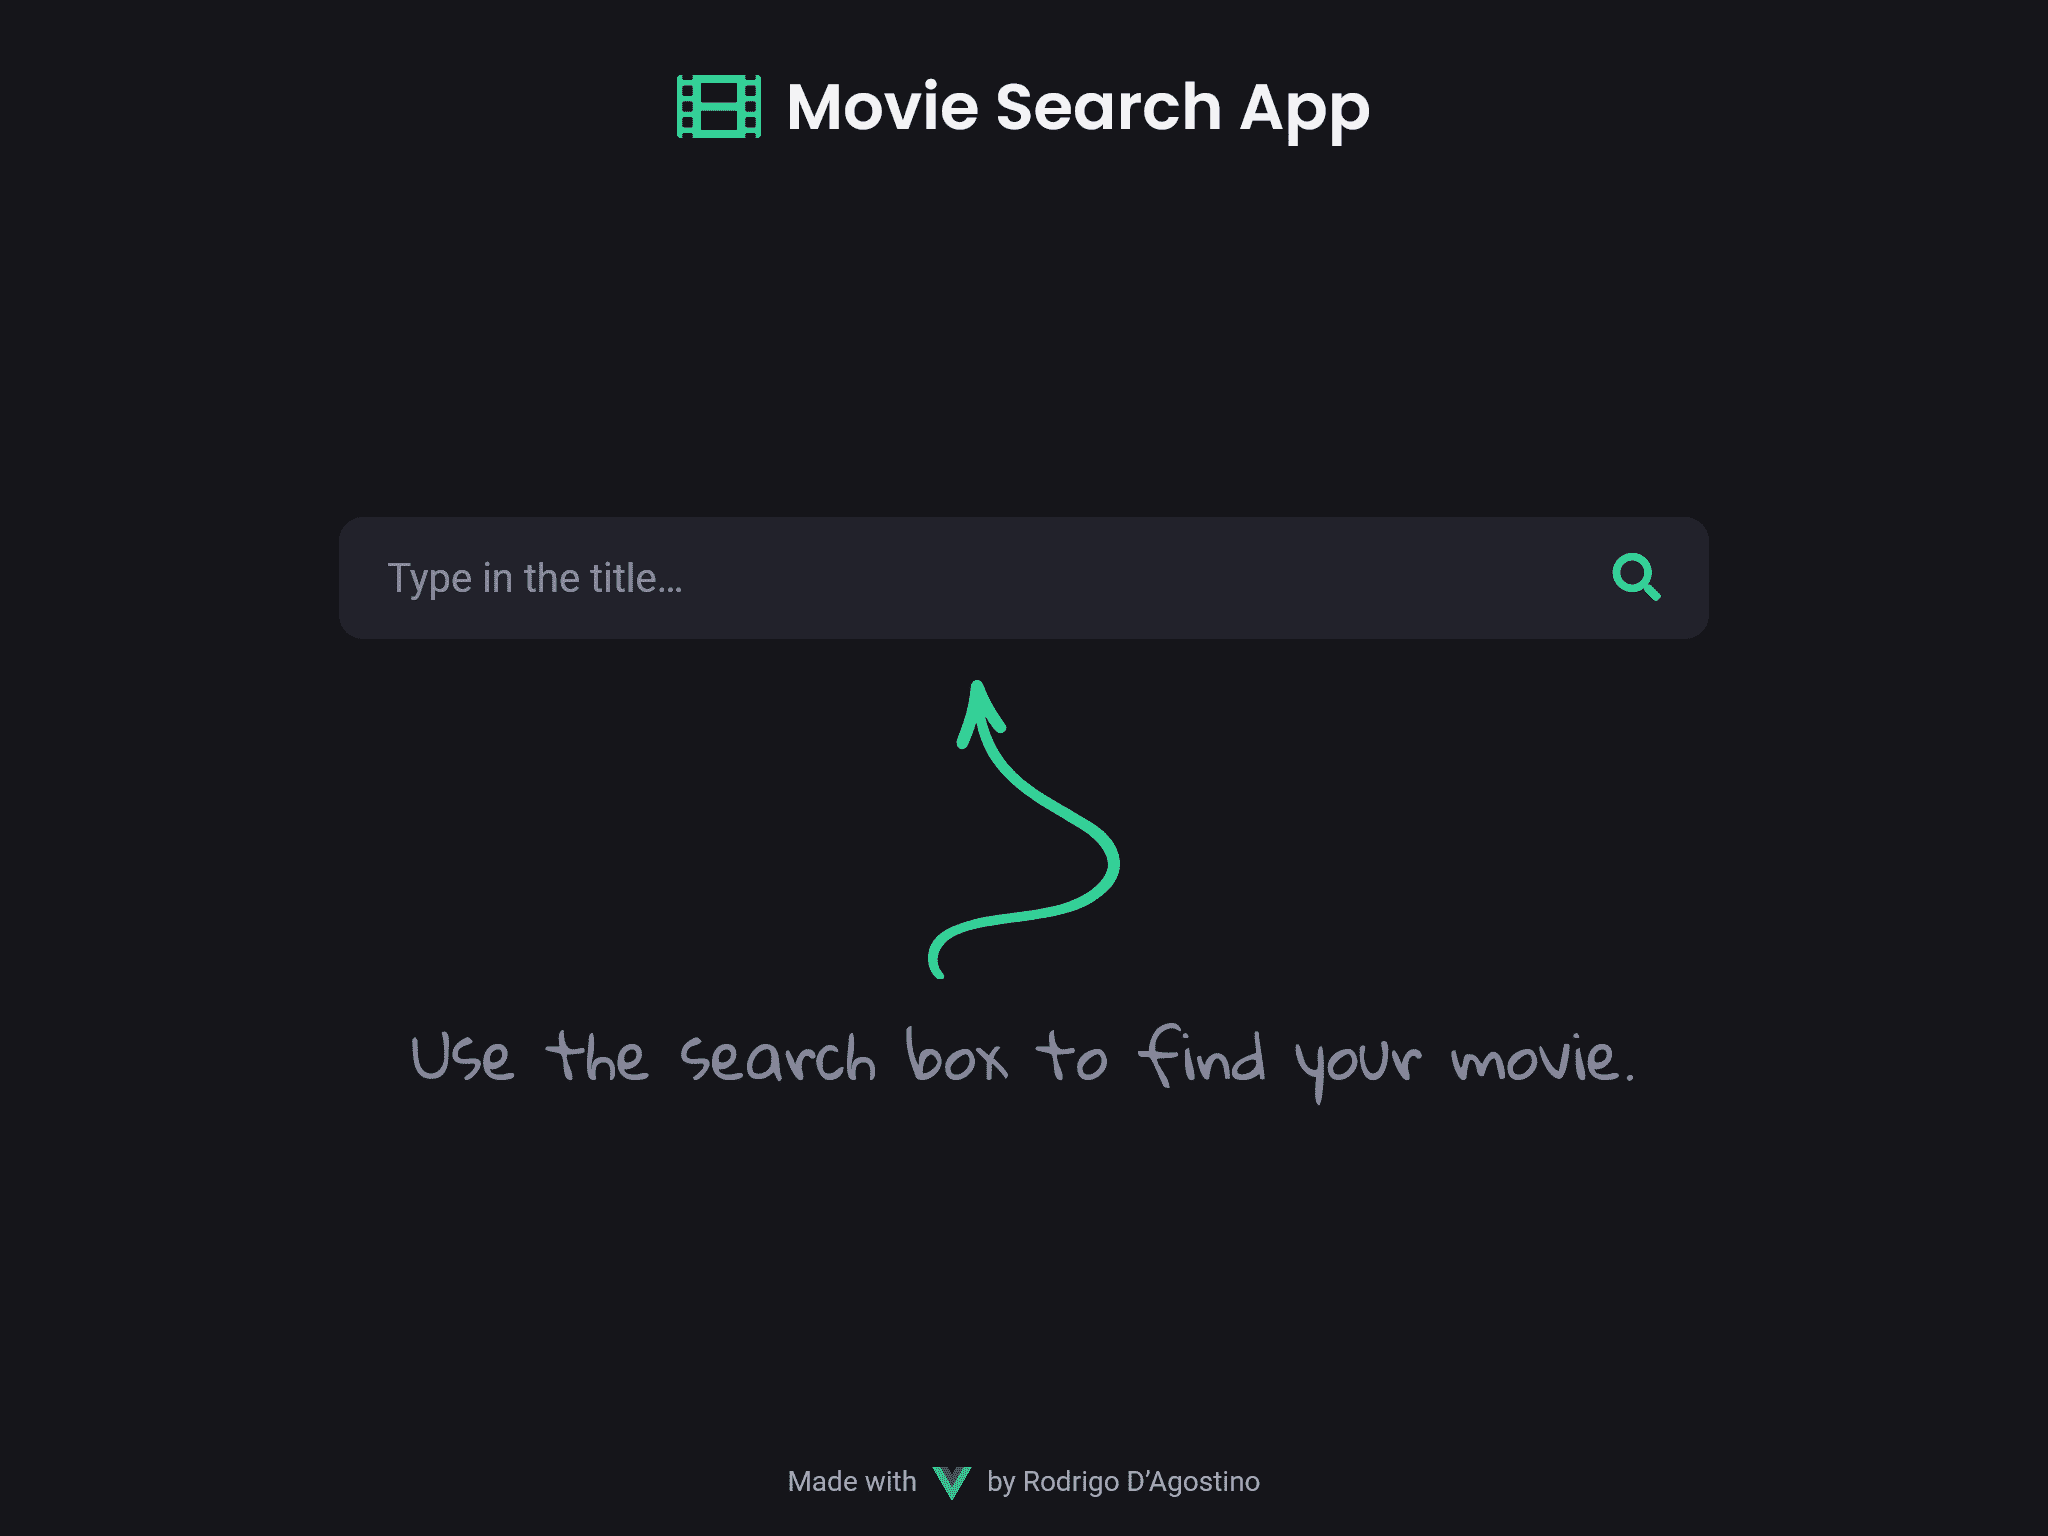 Movie Search App
Type in the title...
Use the search box to find your movie.
Made with by Rodrigo D’Agostino